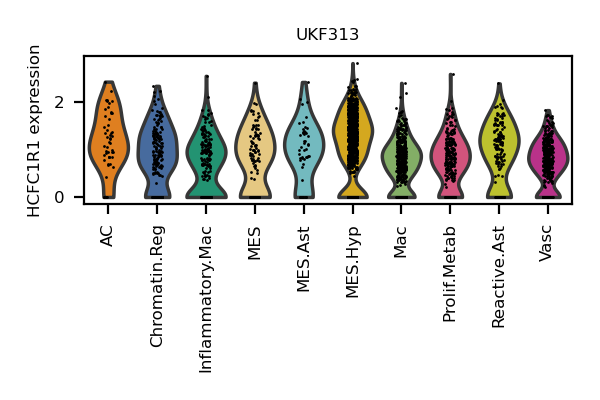 UKF313
HCFC1R1 expression
2
0
AC
Chromatin.Reg
Inflammatory.Mac
MES
MES.Ast
MES.Hyp
Mac
Prolif.Metab
Reactive.Ast
Vasc